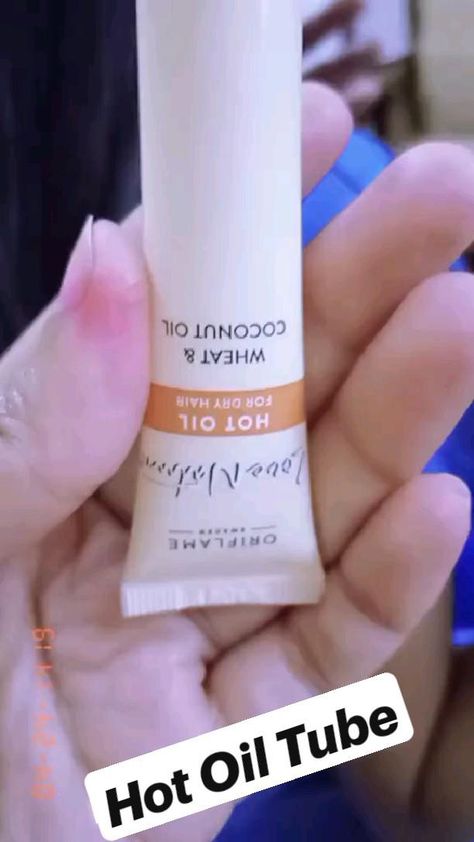 ORIFLAME
SWEDEN
Love Nature
HOT OIL
FOR DRY HAIR
WHEAT &
COCONUT OIL
Hot Oil Tube